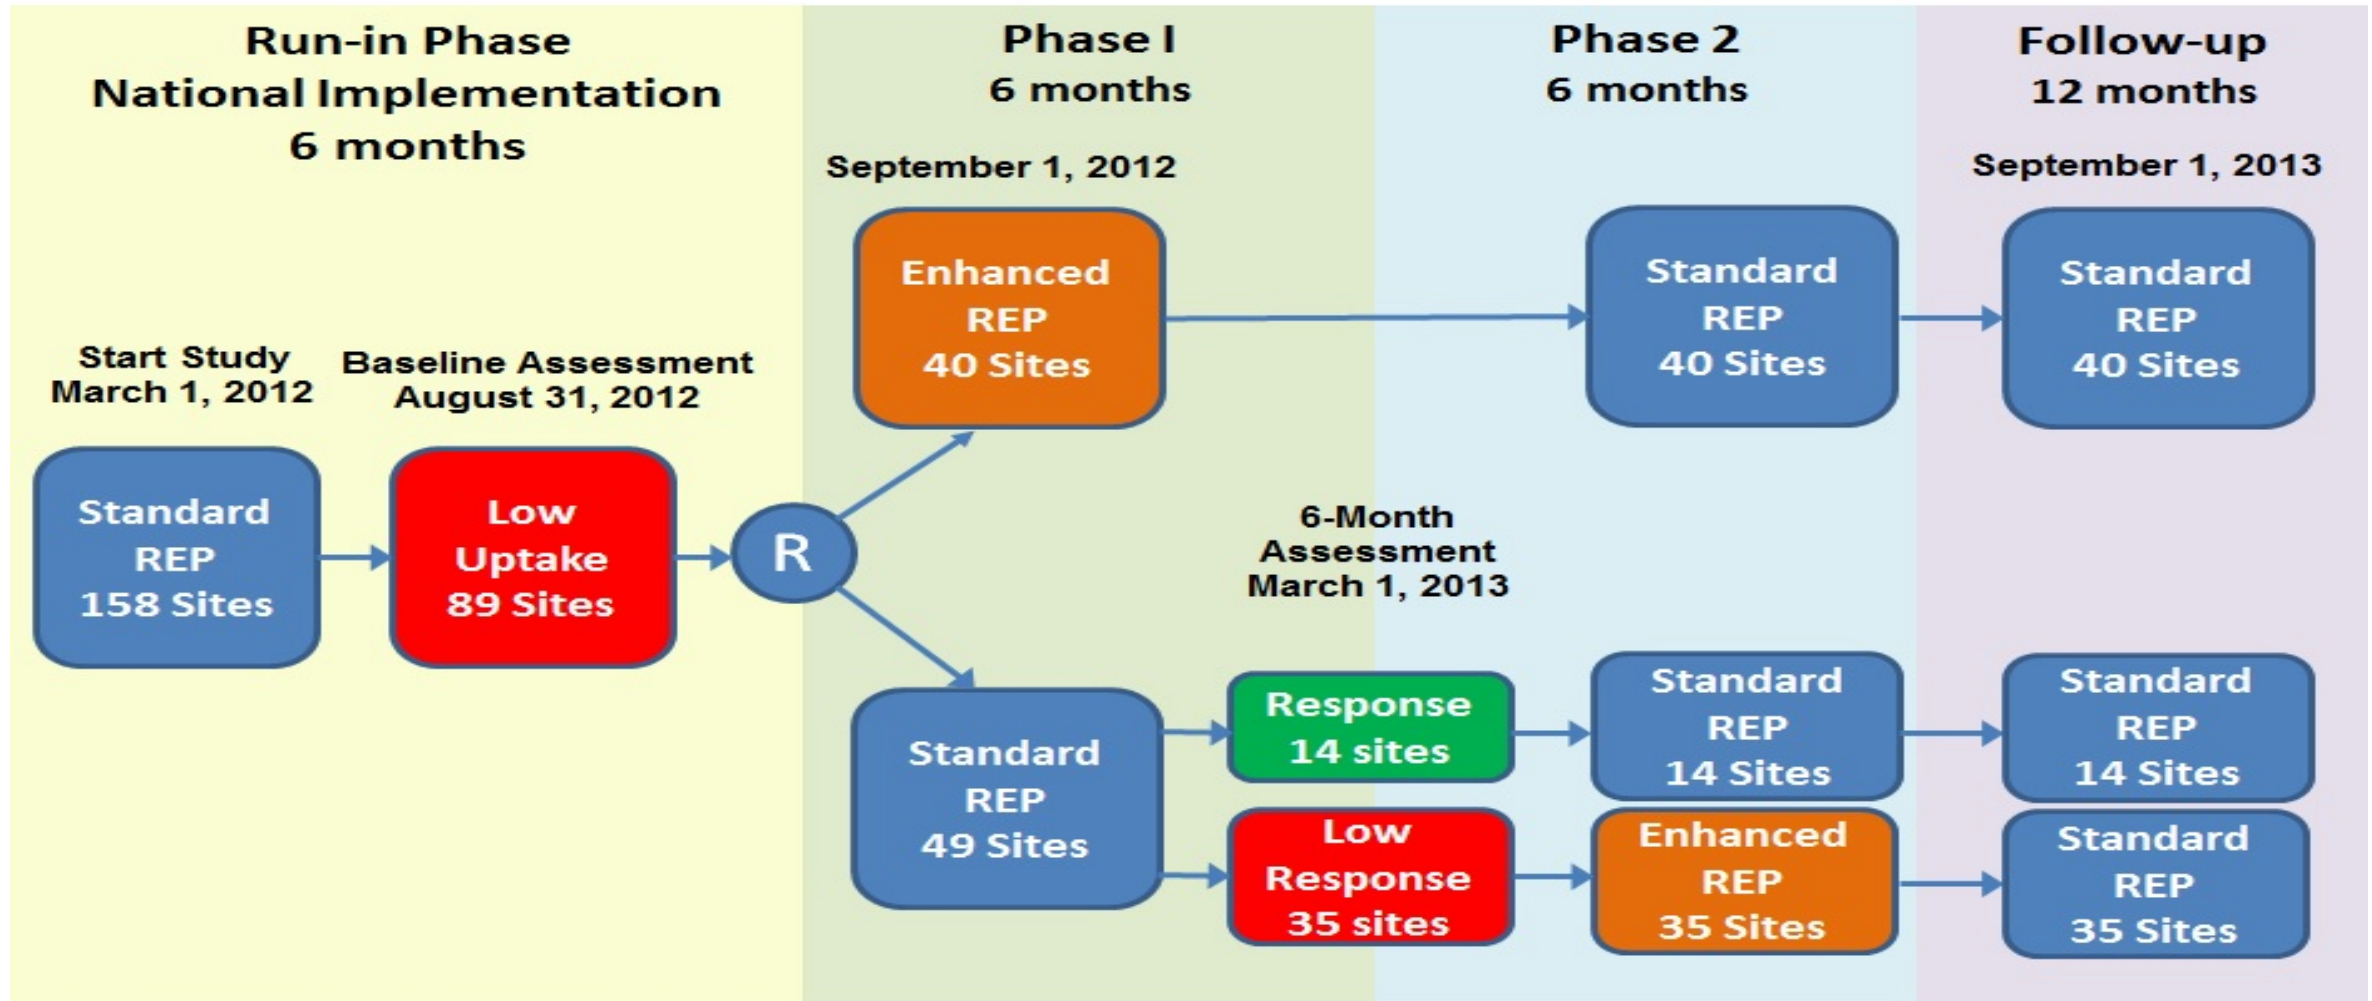 Run-in Phase
National Implementation
6 months
Phase I
6 months
Phase 2
6 months
Follow-up
12 months
September 1, 2012
September 1, 2013
Enhanced
REP
40 Sites
Standard
REP
40 Sites
Standard
REP
40 Sites
Start Study
March 1, 2012
Baseline Assessment
August 31, 2012
Standard
REP
158 Sites
Low
Uptake
89 Sites
R
6-Month
Assessment
March 1, 2013
Standard
REP
49 Sites
Response
14 sites
Standard
REP
14 Sites
Standard
REP
14 Sites
Low
Response
35 sites
Enhanced
REP
35 Sites
Standard
REP
35 Sites